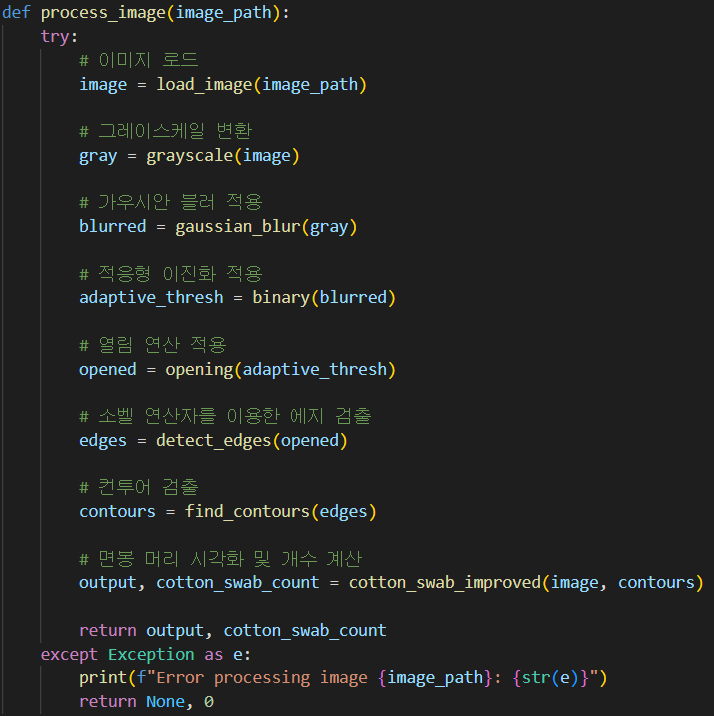 def process_image(image_path):
    try:
        # 이미지 로드
        image = load_image(image_path)
        # 그레이스케일 변환
        gray = grayscale(image)
        # 가우시안 블러 적용
        blurred = gaussian_blur(gray)
        # 적응형 이진화 적용
        adaptive_thresh = binary(blurred)
        # 열림 연산 적용
        opened = opening(adaptive_thresh)
        # 소벨 연산자를 이용한 에지 검출
        edges = detect_edges(opened)
        # 컨투어 검출
        contours = find_contours(edges)
        # 면봉 머리 시각화 및 개수 계산
        output, cotton_swab_count = cotton_swab_improved(image, contours)
        return output, cotton_swab_count
    except Exception as e:
        print(f"Error processing image {image_path}: {str(e)}")
        return None, 0